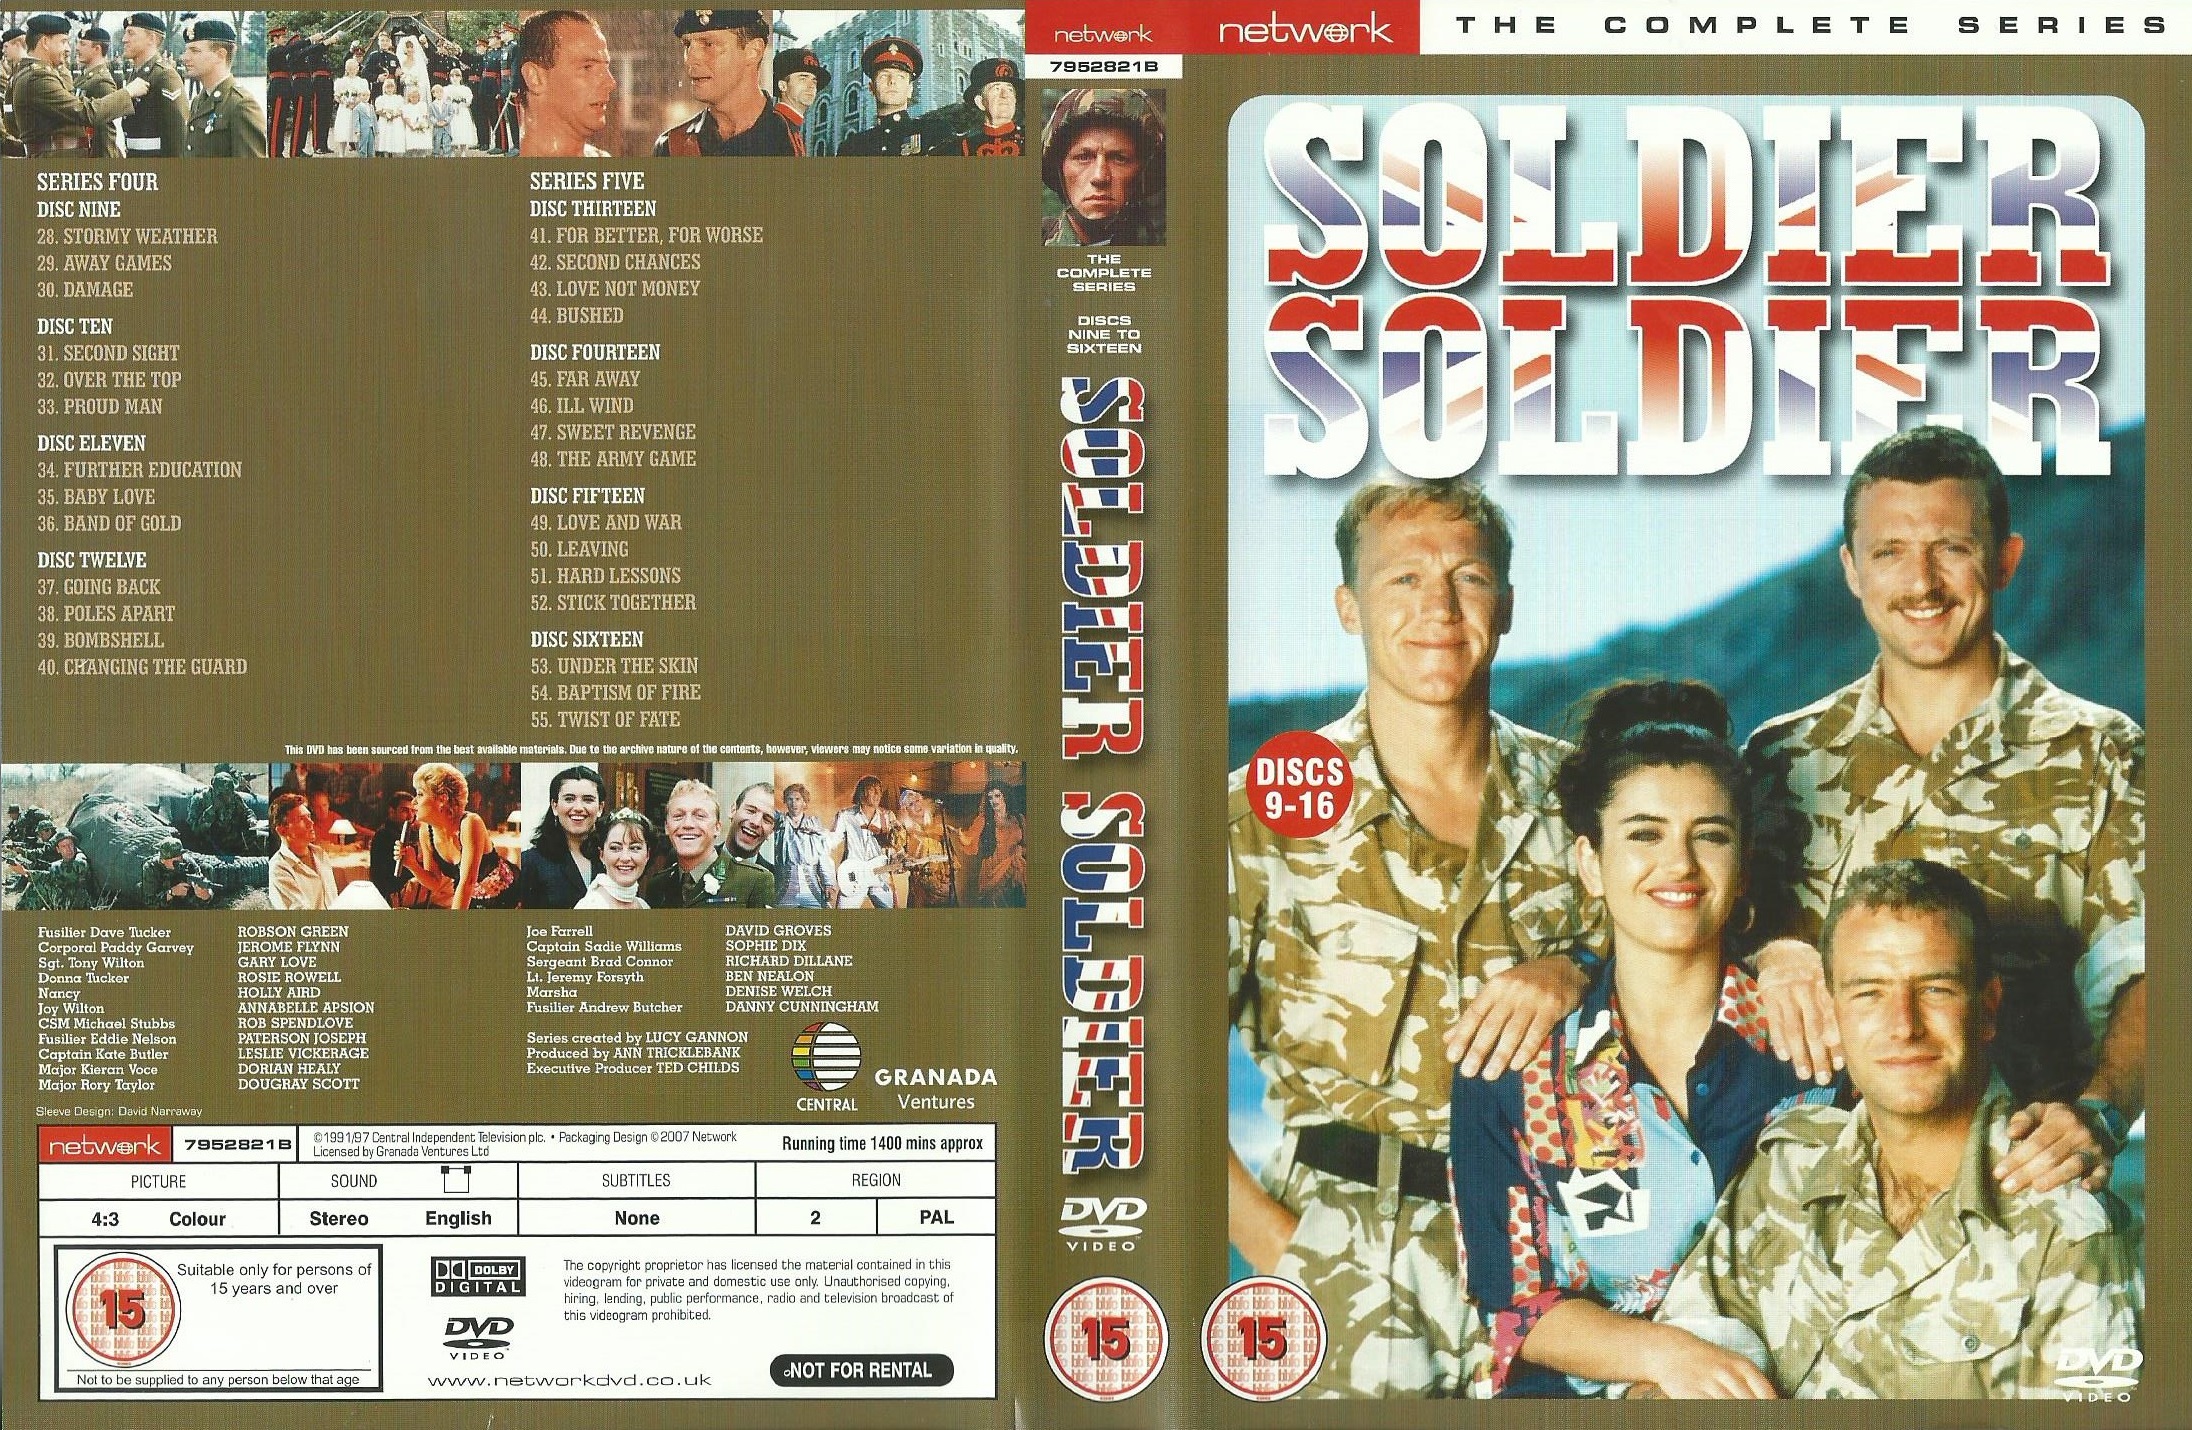 SERIES FOUR
DISC NINE
28. STORMY WEATHER
29. AWAY GAMES
30. DAMAGE
DISC TEN
31. SECOND SIGHT
32. OVER THE TOP
33. PROUD MAN
DISC ELEVEN
34. FURTHER EDUCATION
35. BABY LOVE
36. BAND OF GOLD
DISC TWELVE
37. GOING BACK
38. POLES APART
39. BOMBSHELL
40. CHANGING THE GUARD
SERIES FIVE
DISC THIRTEEN
41. FOR BETTER, FOR WORSE
42. SECOND CHANCES
43. LOVE NOT MONEY
44. BUSHED
DISC FOURTEEN
45. FAR AWAY
46. ILL WIND
47. SWEET REVENGE
48. THE ARMY GAME
DISC FIFTEEN
49. LOVE AND WAR
50. LEAVING
51. HARD LESSONS
52. STICK TOGETHER
DISC SIXTEEN
53. UNDER THE SKIN
54. BAPTISM OF FIRE
55. TWIST OF FATE
This DVD has been sourced from the best available materials. Due to the archive nature of the contents, however, viewers may notice some variation in quality.
Fusilier Dave Tucker ROBSON GREEN
Corporal Paddy Garvey JEROME FLYNN
Sgt. Tony Wilton GARY LOVE
Donna Tucker ROSIE ROWELL
Nancy HOLLY AIRD
Joy Wilton ANNABELLE APSION
CSM Michael Stubbs ROB SPENDLOVE
Fusilier Eddie Nelson PATERSON JOSEPH
Captain Kate Butler LESLIE VICKERAGE
Major Kieran Voce DORIAN HEALY
Major Rory Taylor DOUGRAY SCOTT
Joe Farrell DAVID GROVES
Captain Sadie Williams SOPHIE DIX
Sergeant Brad Connor RICHARD DILLANE
Lt. Jeremy Forsyth BEN NEALON
Marsha DENISE WELCH
Fusilier Andrew Butcher DANNY CUNNINGHAM
Series created by LUCY GANNON
Produced by ANN TRICKLEBANK
Executive Producer TED CHILDS
CENTRAL
GRANADA
Ventures
Sleeve Design: David Narraway
network 7952821B
©1991/97 Central Independent Television plc. • Packaging Design ©2007 Network
Licensed by Granada Ventures Ltd
Running time 1400 mins approx
PICTURE SOUND SUBTITLES REGION
4:3 Colour Stereo English None 2 PAL
15
Suitable only for persons of
15 years and over
Not to be supplied to any person below that age
DOLBY
DIGITAL
DVD
VIDEO
www.networkdvd.co.uk
The copyright proprietor has licensed the material contained in this
videogram for private and domestic use only. Unauthorised copying,
hiring, lending, public performance, radio and television broadcast of
this videogram prohibited.
NOT FOR RENTAL
network
7952821B
THE
COMPLETE
SERIES
DISCS
NINE TO
SIXTEEN
SOLDIER SOLDIER
DVD
VIDEO
15
network
THE COMPLETE SERIES
SOLDIER
SOLDIER
DISCS
9-16
15
DVD
VIDEO